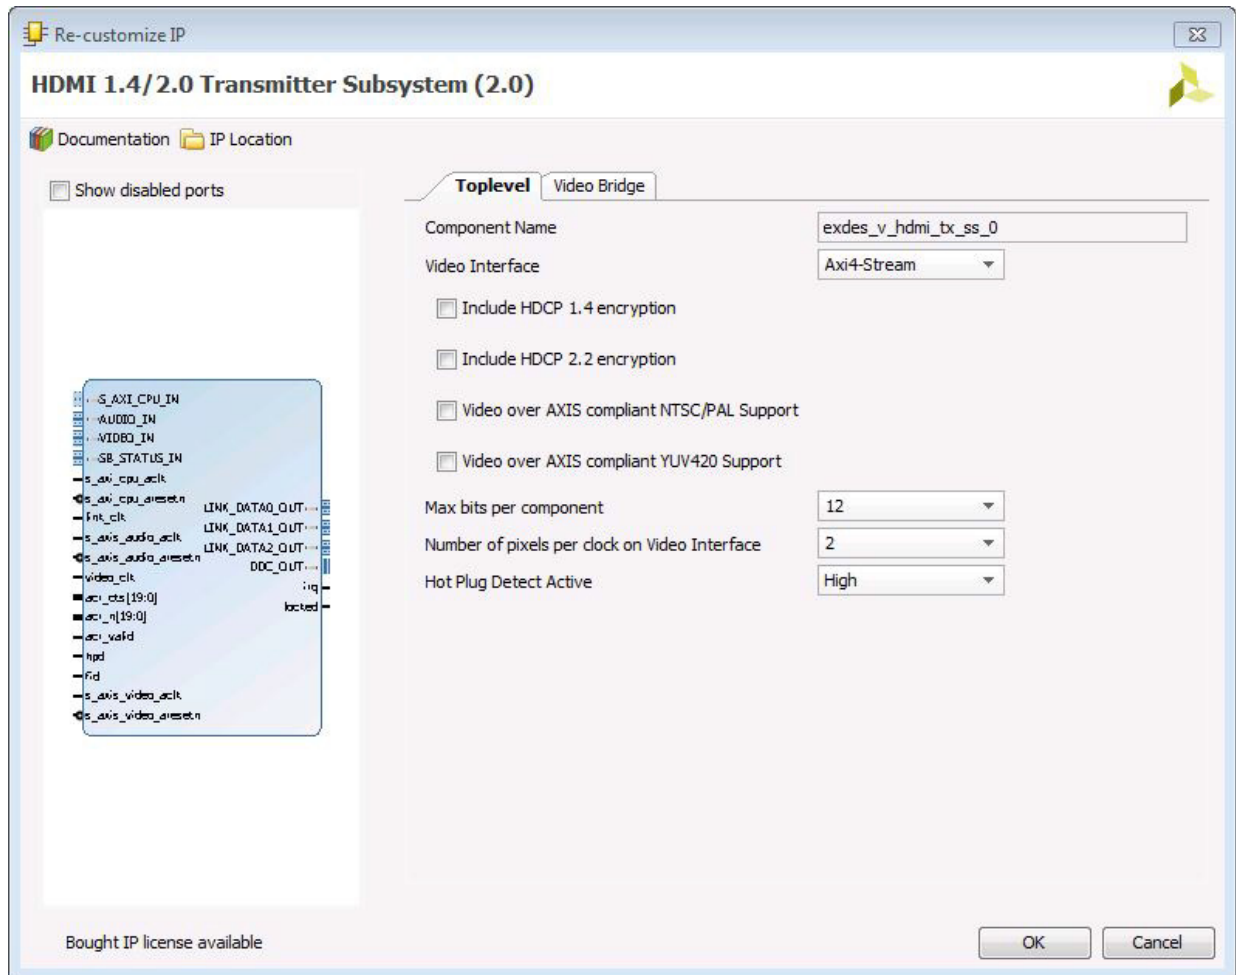 Re-customize IP
HDMI 1.4/2.0 Transmitter Subsystem (2.0)
Documentation IP Location
Show disabled ports
Toplevel Video Bridge
Component Name exdes_v_hdmi_tx_ss_0
Video Interface Axi4-Stream
Include HDCP 1.4 encryption
Include HDCP 2.2 encryption
Video over AXIS compliant NTSC/PAL Support
Video over AXIS compliant YUV420 Support
Max bits per component 12
Number of pixels per clock on Video Interface 2
Hot Plug Detect Active High
S_AXI_CPU_IN
AUDIO_IN
VIDEO_IN
SB_STATUS_IN
s_axi_cpu_aclk
s_axi_cpu_aresetn
link_clk
s_axis_audio_aclk
s_axis_audio_aresetn
video_clk
acr_cts[19:0]
acr_n[19:0]
acr_valid
hpd
fid
s_axis_video_aclk
s_axis_video_aresetn
LINK_DATA0_OUT
LINK_DATA1_OUT
LINK_DATA2_OUT
DDC_OUT
irq
locked
Bought IP license available
OK Cancel